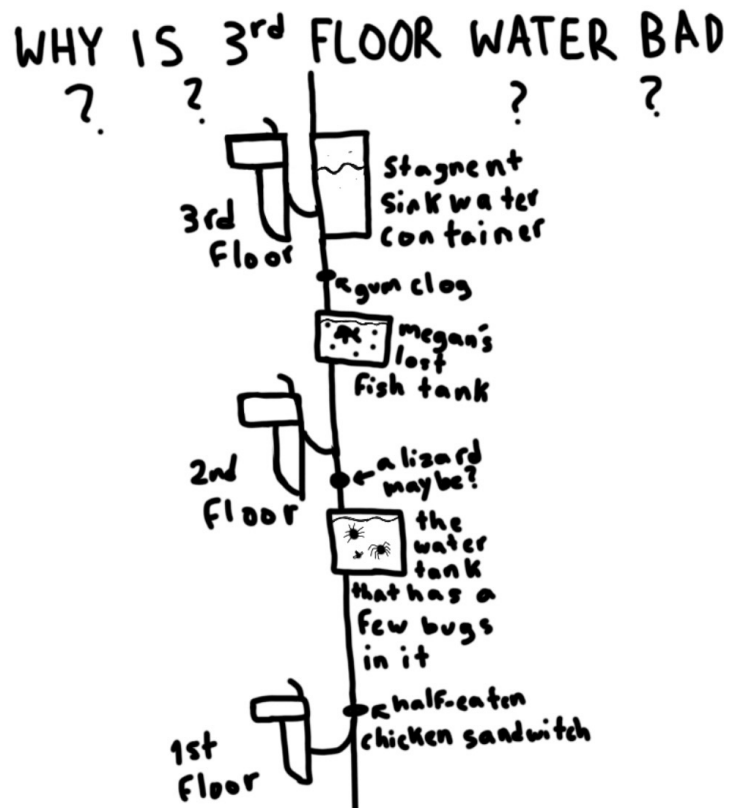 WHY IS 3rd FLOOR WATER BAD
? ? ? ?
stagnent
sink water
container
3rd
Floor
gum clog
megan's
lost
fish tank
2nd
Floor
a lizard
maybe?
the
water
tank
that has a
few bugs
in it
half-eaten
chicken sandwitch
1st
Floor